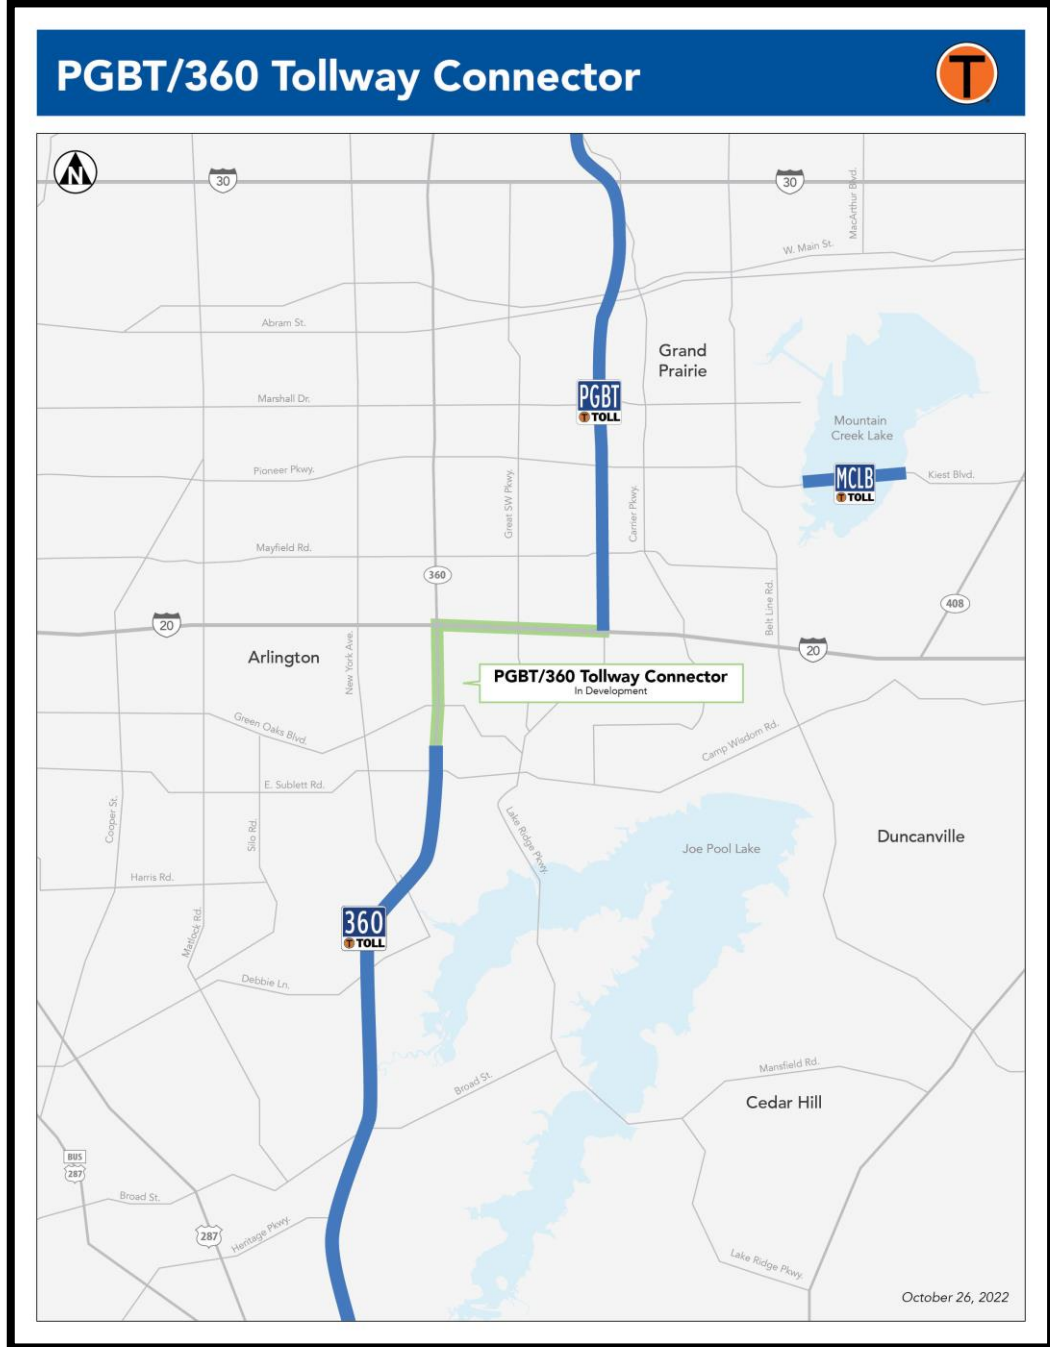 PGBT/360 Tollway Connector
T
N
30
30
MacArthur Blvd.
W. Main St.
Abram St.
Grand
Prairie
PGBT
T TOLL
Marshall Dr.
Mountain
Creek Lake
Pioneer Pkwy.
Great SW Pkwy.
Carrier Pkwy.
MCLB
T TOLL
Kiest Blvd.
Mayfield Rd.
360
Belt Line Rd.
408
20
20
Arlington
New York Ave.
PGBT/360 Tollway Connector
In Development
Green Oaks Blvd.
Camp Wisdom Rd.
E. Sublett Rd.
Cooper St.
Silo Rd.
Lake Ridge Pkwy.
Joe Pool Lake
Duncanville
Harris Rd.
Matlock Rd.
360
T TOLL
Debbie Ln.
Broad St.
Mansfield Rd.
Cedar Hill
BUS
287
Broad St.
287
Heritage Pkwy.
Lake Ridge Pkwy.
October 26, 2022